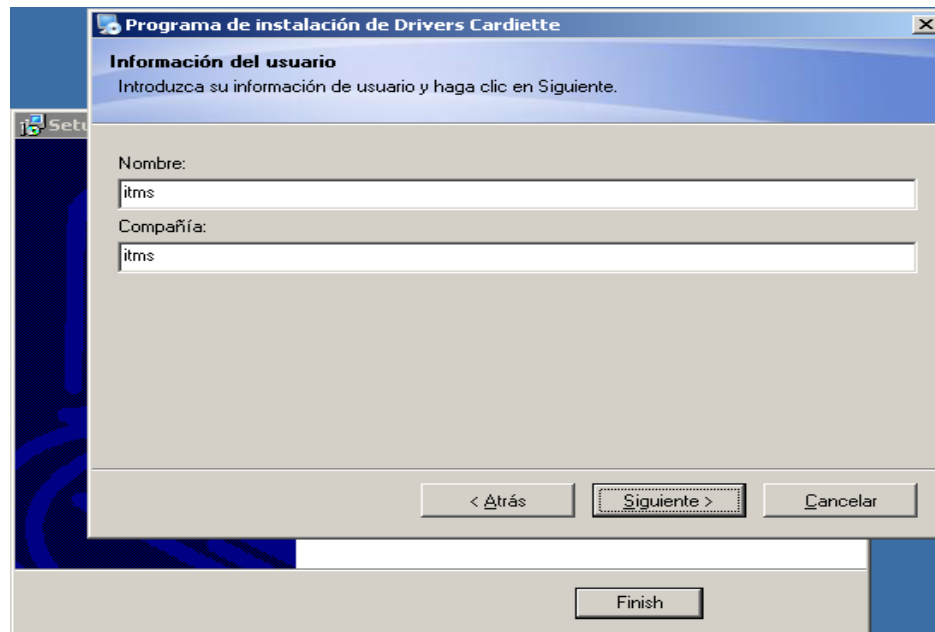 Programa de instalación de Drivers Cardiette
Información del usuario
Introduzca su información de usuario y haga clic en Siguiente.
Setu
Nombre:
itms
Compañía:
itms
< Atrás
Siguiente >
Cancelar
Finish